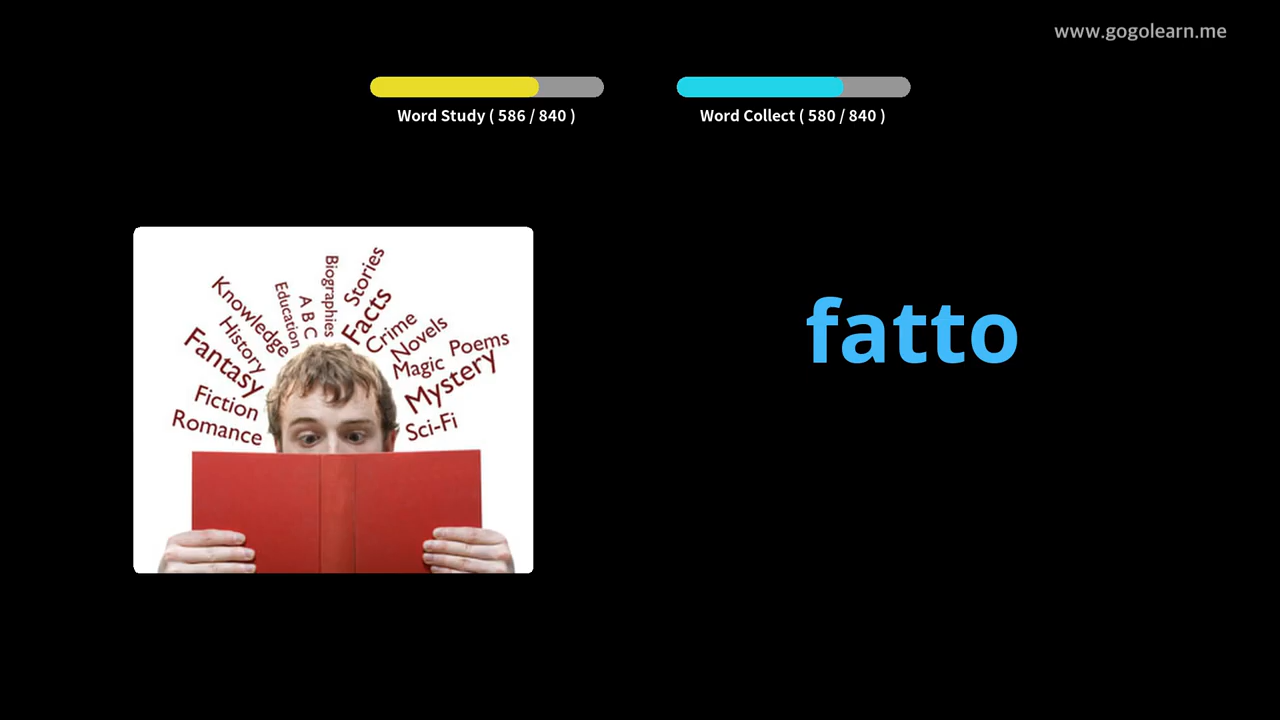 www.gogolearn.me
Word Study ( 586 / 840 )
Word Collect ( 580 / 840 )
Romance
Fiction
Fantasy
History
Knowledge
Education
A B C
Biographies
Stories
Facts
Crime
Novels
Magic
Poems
Mystery
Sci-Fi
fatto